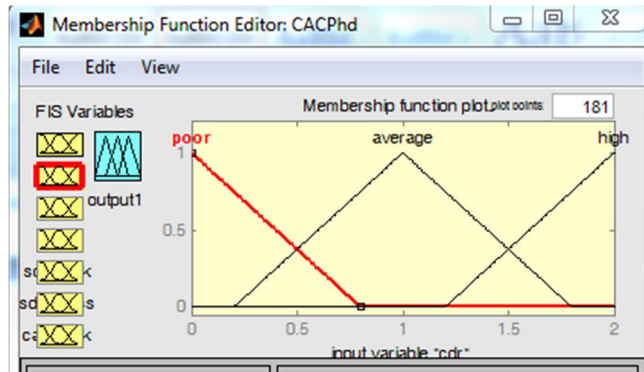 Membership Function Editor: CACPhd
File Edit View
FIS Variables
Membership function plot plot points: 181
poor average high
output1
1
0.5
0
0 0.5 1 1.5 2
input variable "cdr"